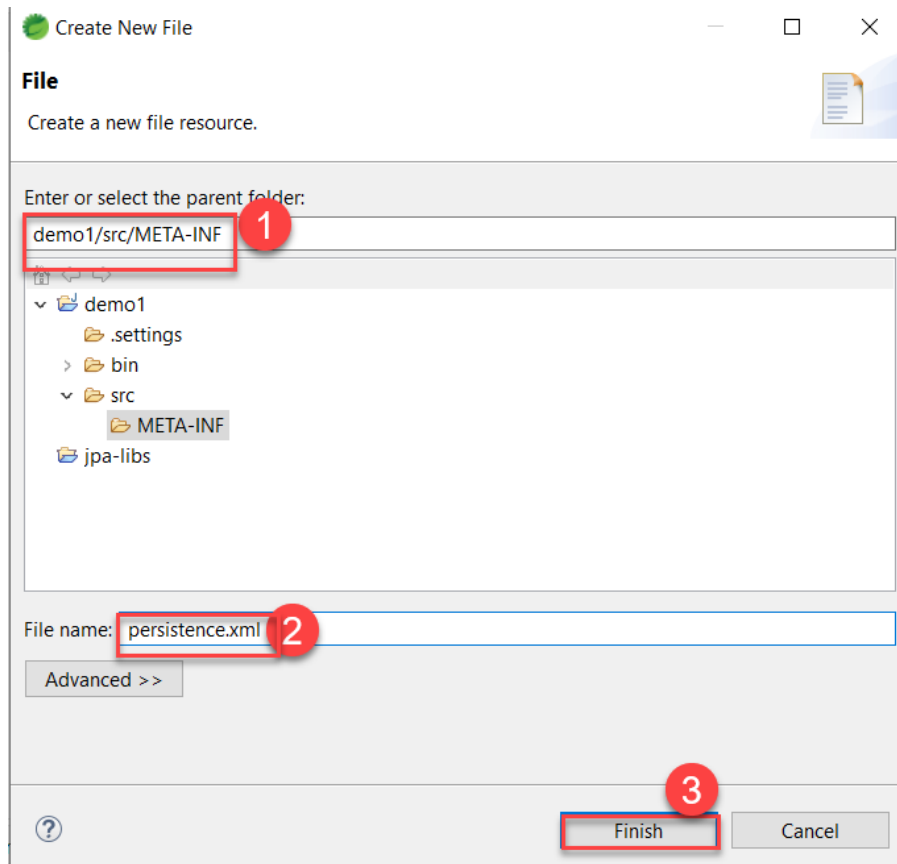 Create New File
File
Create a new file resource.
Enter or select the parent folder:
1
demo1/src/META-INF
demo1
.settings
bin
src
META-INF
jpa-libs
File name: persistence.xml 2
Advanced >>
3
? Finish Cancel